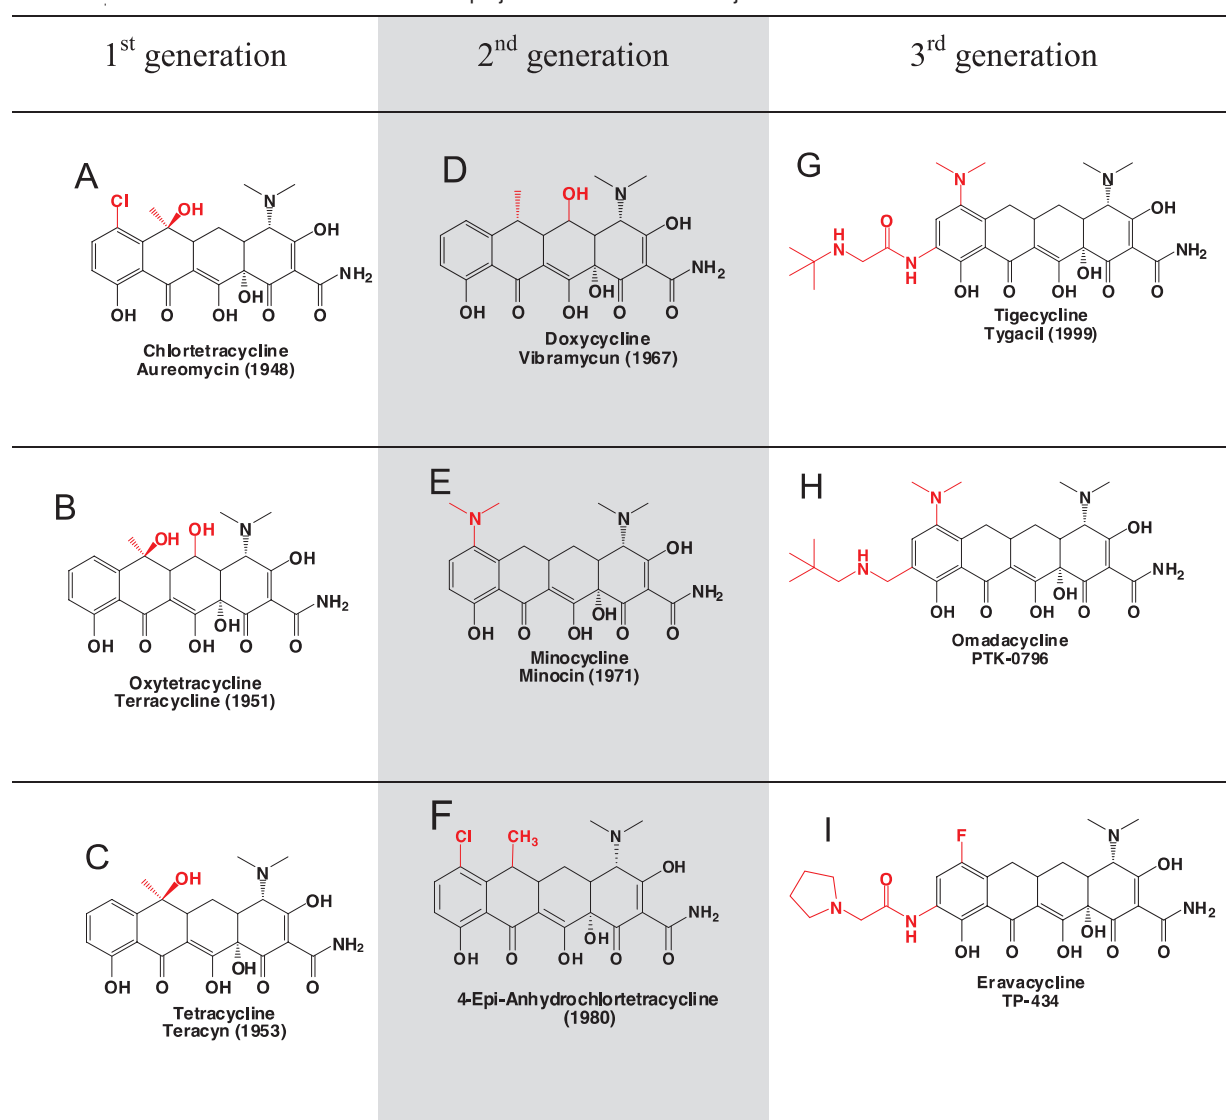 1st generation
2nd generation
3rd generation
A
Cl
OH
N
OH
NH2
OH
OH
O
OH
O
O
Chlortetracycline
Aureomycin (1948)
D
OH
N
OH
NH2
OH
OH
O
OH
O
O
Doxycycline
Vibramycun (1967)
G
N
N
OH
H
N
O
NH2
N
H
OH
OH
O
OH
O
O
Tigecycline
Tygacil (1999)
B
OH
OH
N
OH
NH2
OH
OH
O
OH
O
O
Oxytetracycline
Terracycline (1951)
E
N
N
OH
NH2
OH
OH
O
OH
O
O
Minocycline
Minocin (1971)
H
N
N
OH
H
N
NH2
OH
OH
O
OH
O
O
Omadacycline
PTK-0796
C
OH
N
OH
NH2
OH
OH
O
OH
O
O
Tetracycline
Teracyn (1953)
F
Cl
CH3
N
OH
NH2
OH
OH
O
OH
O
O
4-Epi-Anhydrochlortetracycline
(1980)
I
F
N
OH
O
N
N
H
NH2
OH
OH
O
OH
O
O
Eravacycline
TP-434